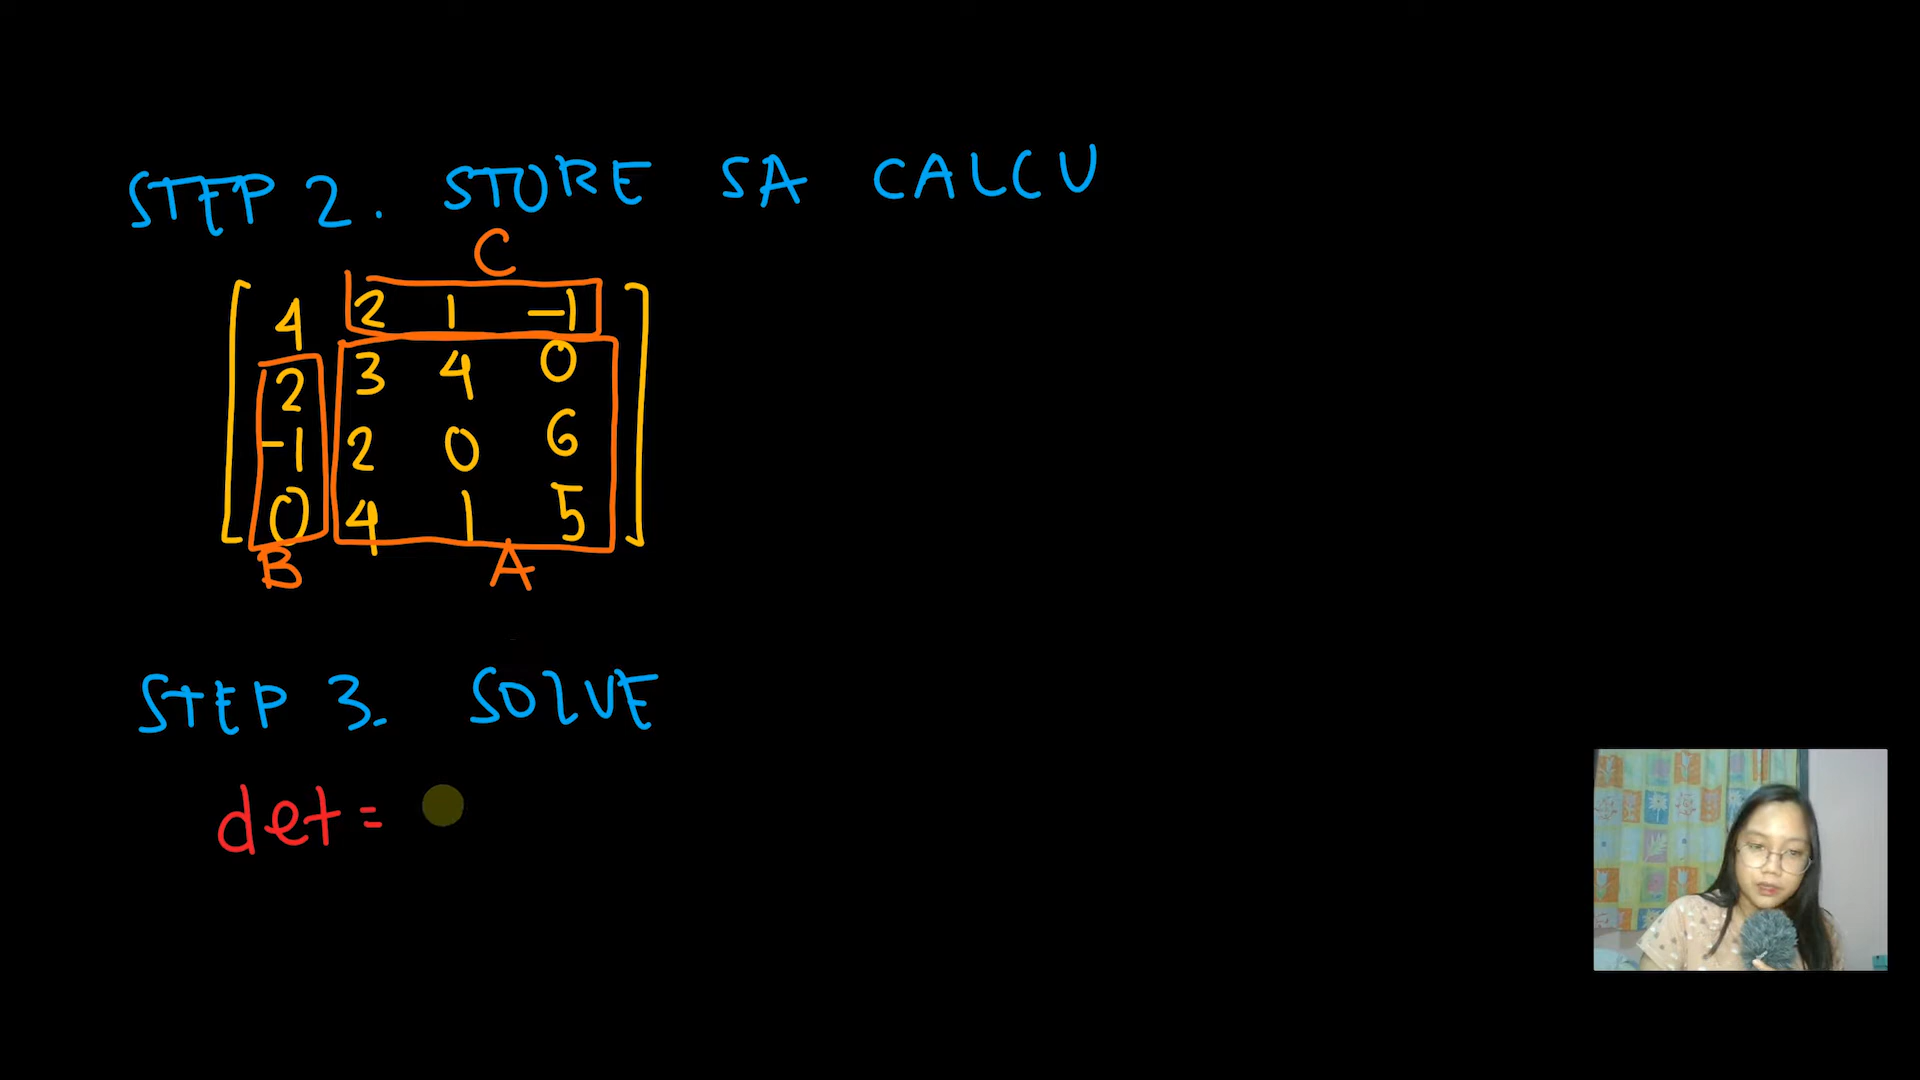 STEP 2. STORE SA CALCU
C
4 2 1 -1
2 3 4 0
-1 2 0 6
0 4 1 5
B A
STEP 3. SOLVE
det =